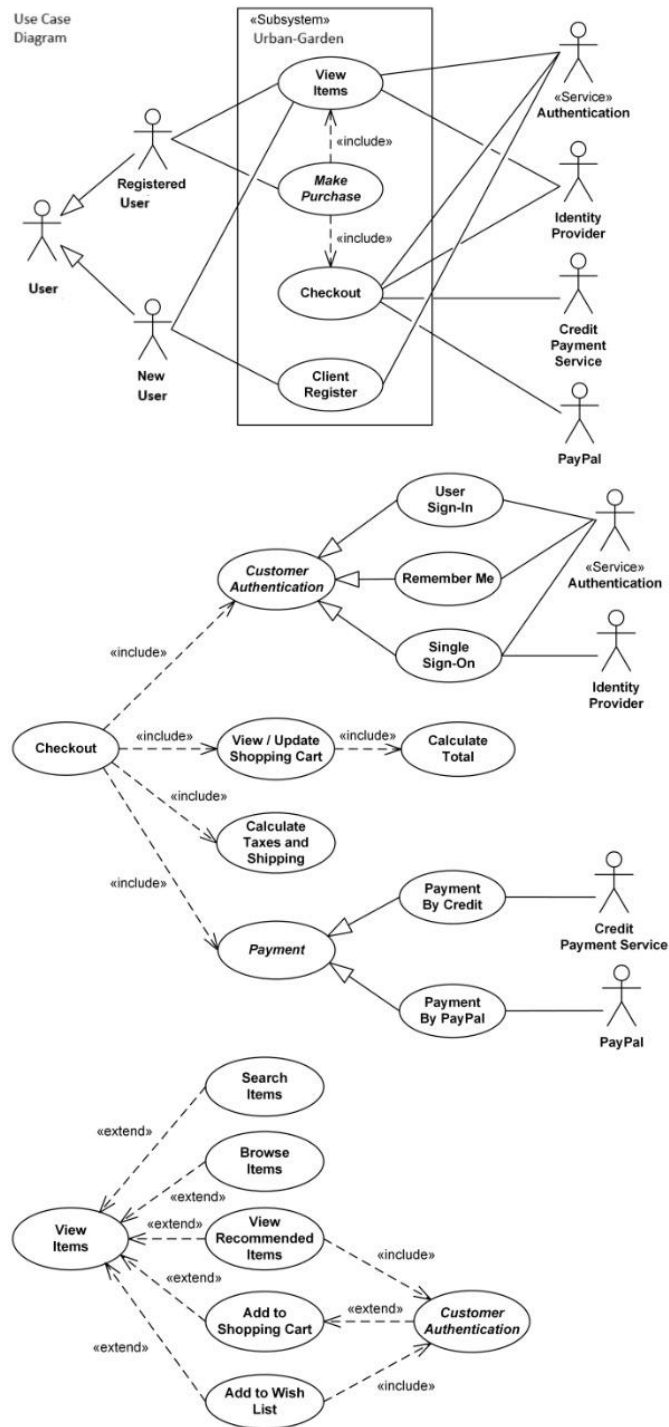 Use Case
Diagram
«Subsystem»
Urban-Garden
View
Items
«Service»
Authentication
«include»
Registered
User
Make
Purchase
Identity
Provider
«include»
User
Checkout
Credit
Payment
Service
New
User
Client
Register
PayPal
User
Sign-In
Customer
Authentication
Remember Me
«Service»
Authentication
«include»
Single
Sign-On
Identity
Provider
Checkout
«include»
View / Update
Shopping Cart
«include»
Calculate
Total
«include»
Calculate
Taxes and
Shipping
«include»
Payment
By Credit
Credit
Payment Service
Payment
Payment
By PayPal
PayPal
Search
Items
«extend»
Browse
Items
«extend»
View
Items
«extend»
View
Recommended
Items
«include»
«extend»
Add to
Shopping Cart
«extend»
Customer
Authentication
«extend»
Add to Wish
List
«include»